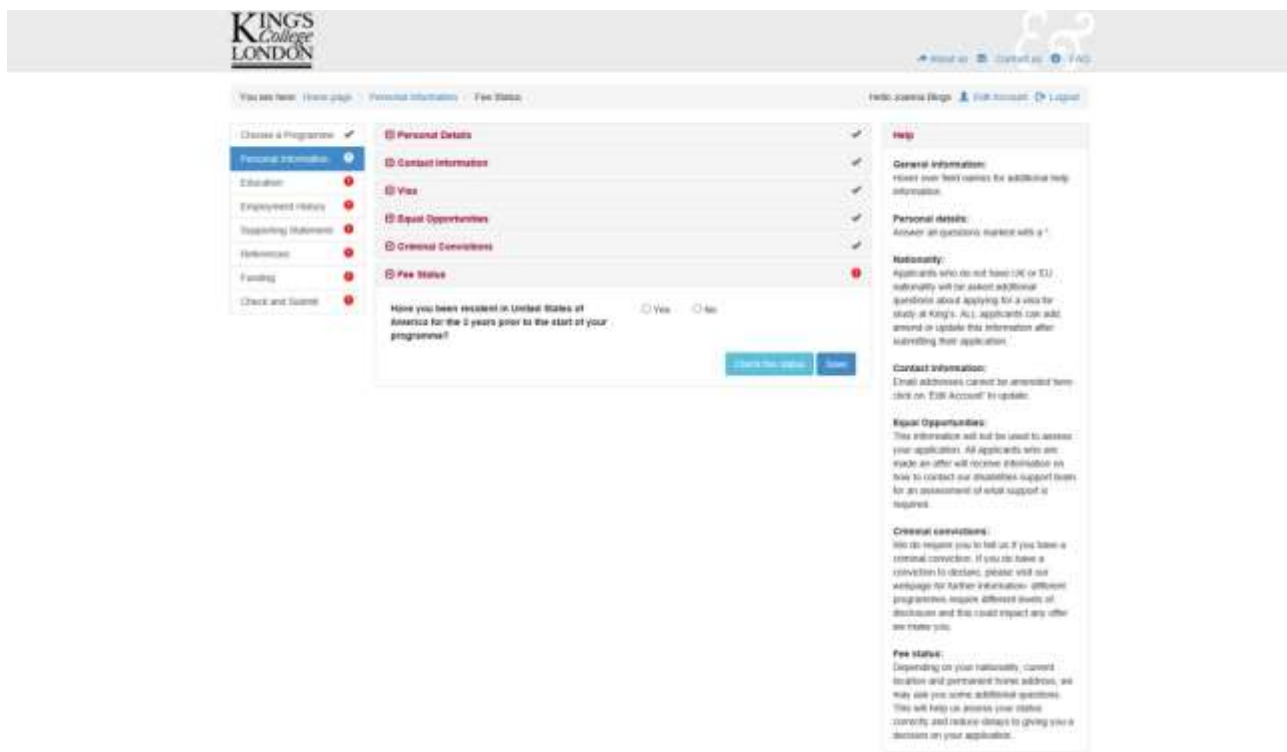 KING'S
College
LONDON
About us Contact us FAQ
You are here: Home page Personal Information Fee Status
Hello Joanna Blogs Edit Account Logout
Choose a Programme
Personal Information
Education
Employment History
Supporting Statement
References
Funding
Check and Submit
Personal Details
Contact Information
Visa
Equal Opportunities
Criminal Convictions
Fee Status
Have you been resident in United States of
America for the 3 years prior to the start of your
programme?
Yes No
Check fee status Save
Help
General information:
Hover over field names for additional help
information.
Personal details:
Answer all questions marked with a *.
Nationality:
Applicants who do not have UK or EU
nationality will be asked additional
questions about applying for a visa for
study at King's. ALL applicants can add,
amend or update this information after
submitting their application.
Contact Information:
Email addresses cannot be amended here
click on 'Edit Account' to update.
Equal Opportunities:
This information will not be used to assess
your application. All applicants who are
made an offer will receive information on
how to contact our disabilities support team
for an assessment of what support is
required.
Criminal convictions:
We do require you to tell us if you have a
criminal conviction. If you do have a
conviction to declare, please visit our
webpage for further information- different
programmes require different levels of
disclosure and this could impact any offer
we make you.
Fee status:
Depending on your nationality, current
location and permanent home address, we
may ask you some additional questions.
This will help us assess your status
correctly and reduce delays to giving you a
decision on your application.